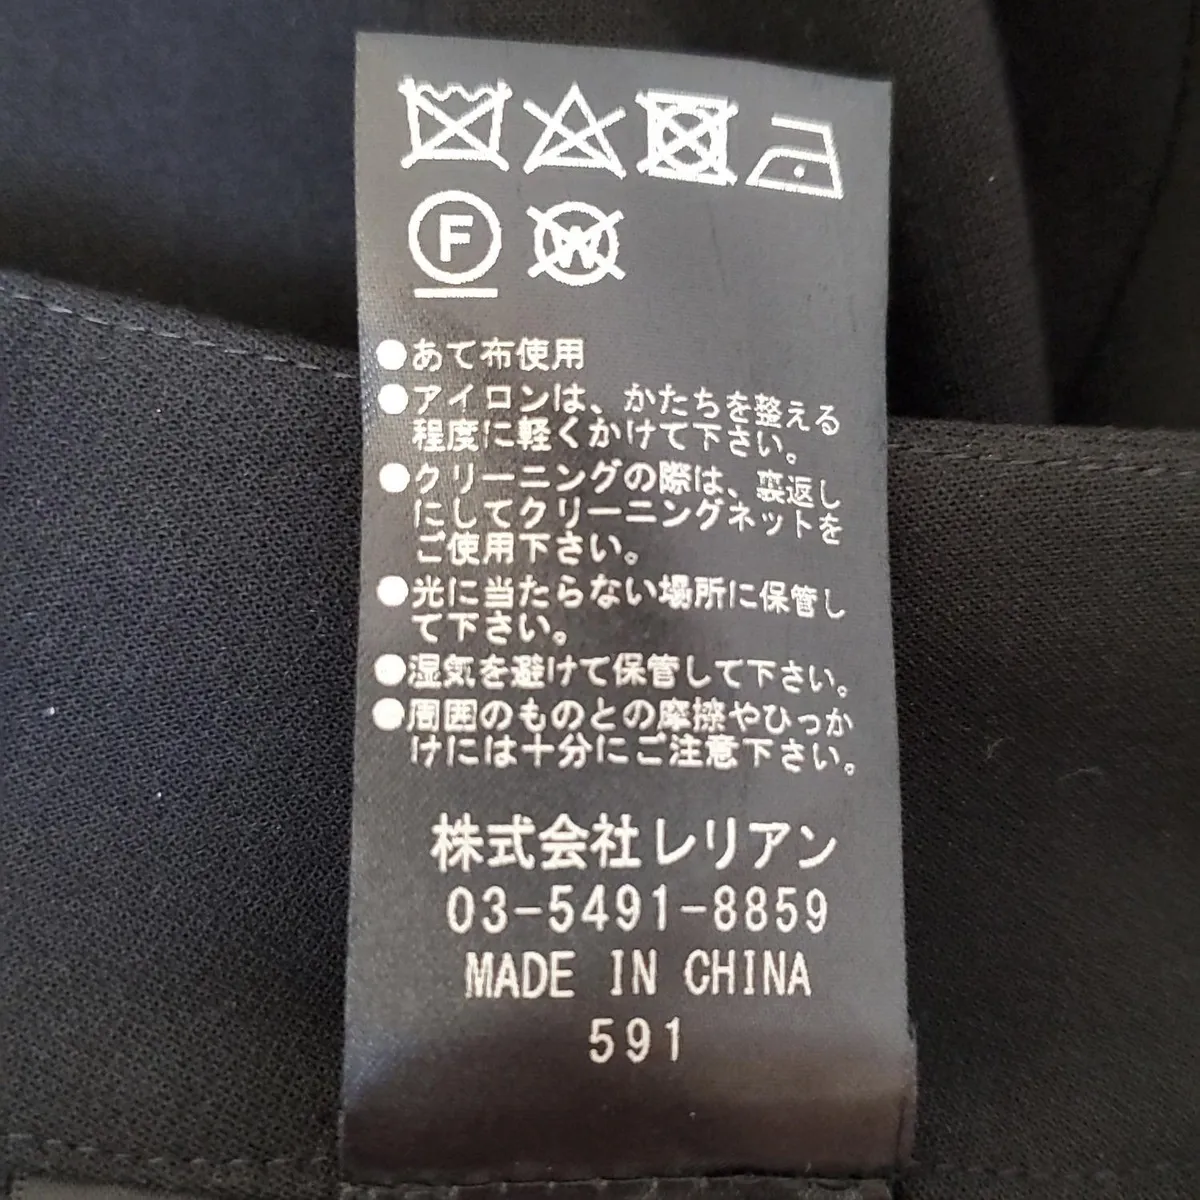 F W
●あて布使用
●アイロンは、かたちを整える
程度に軽くかけて下さい。
●クリーニングの際は、裏返し
にしてクリーニングネットを
ご使用下さい。
●光に当たらない場所に保管し
て下さい。
●湿気を避けて保管して下さい。
●周囲のものとの摩擦やひっか
けには十分にご注意下さい。
株式会社レリアン
03-5491-8859
MADE IN CHINA
591